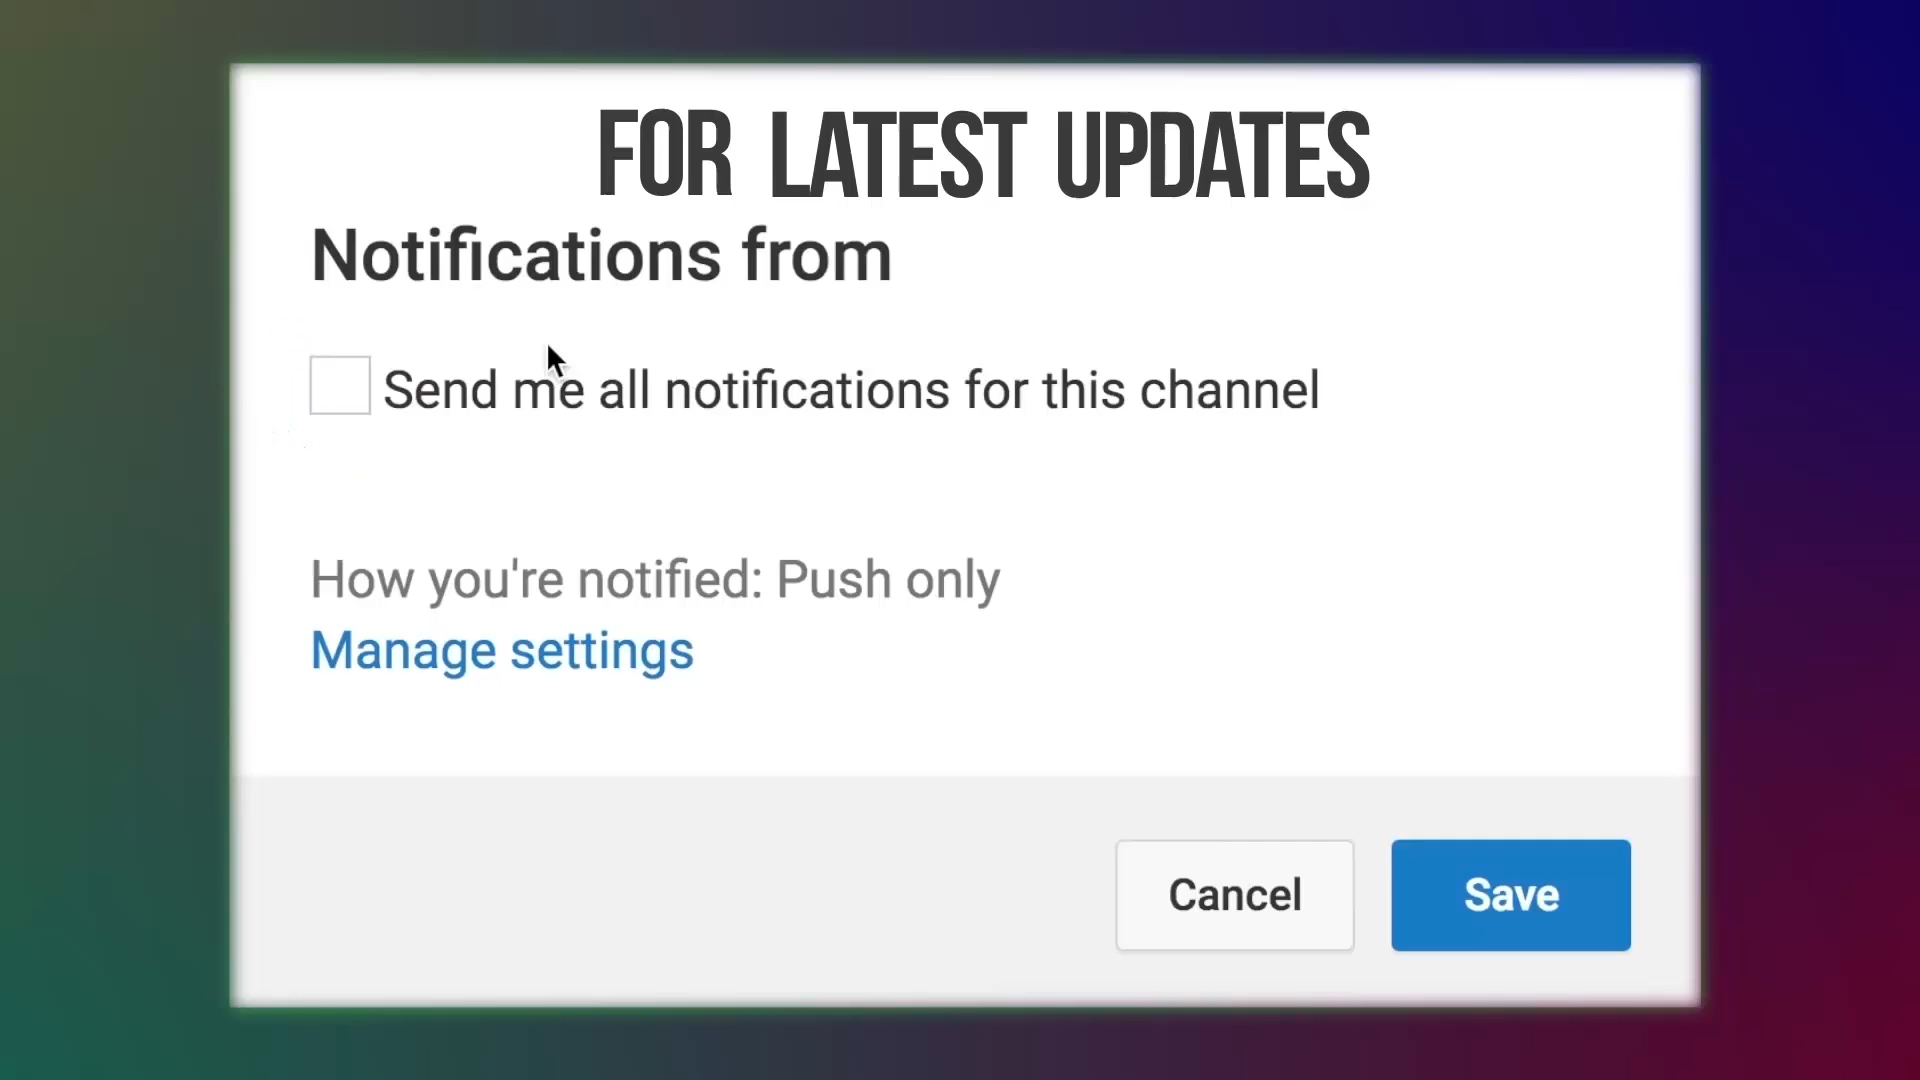 FOR LATEST UPDATES
Notifications from
Send me all notifications for this channel
How you're notified: Push only
Manage settings
Cancel
Save